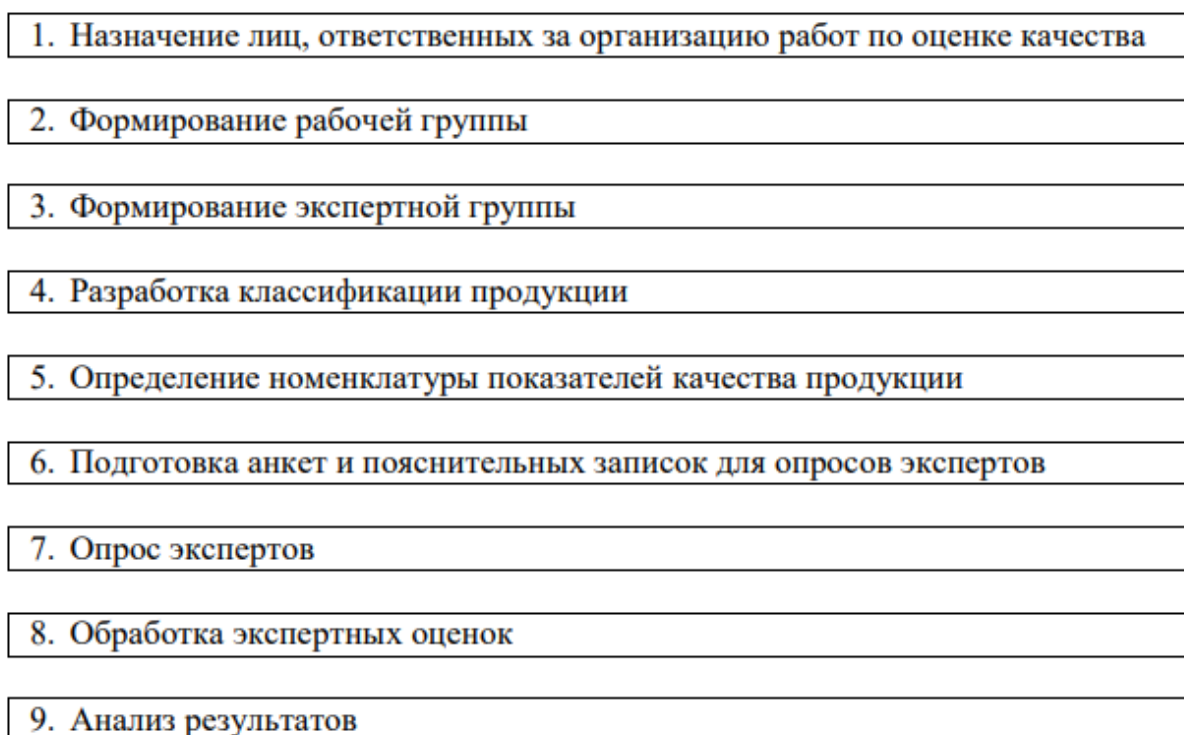 1. Назначение лиц, ответственных за организацию работ по оценке качества
2. Формирование рабочей группы
3. Формирование экспертной группы
4. Разработка классификации продукции
5. Определение номенклатуры показателей качества продукции
6. Подготовка анкет и пояснительных записок для опросов экспертов
7. Опрос экспертов
8. Обработка экспертных оценок
9. Анализ результатов